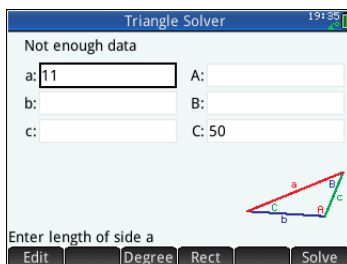 Triangle Solver 19:35
Not enough data
a: 11 A:
b: B:
c: C: 50
a B c
C A
b
Enter length of side a
Edit Degree Rect Solve